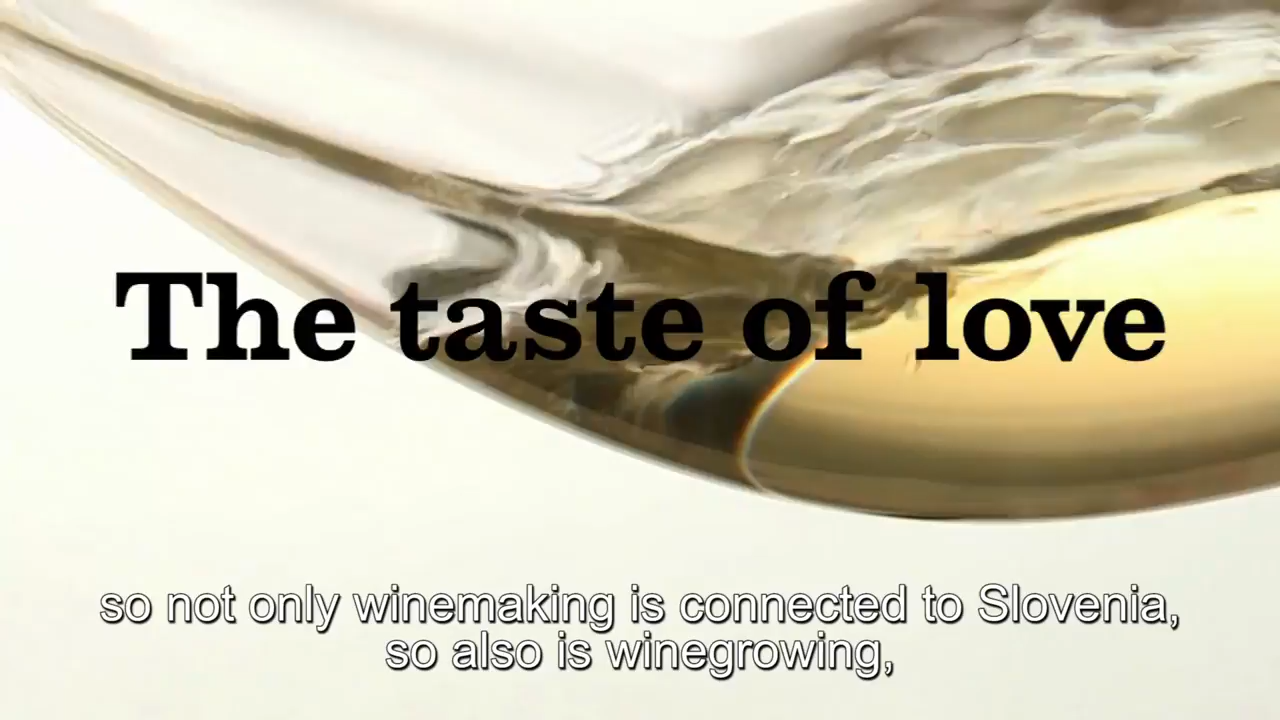 The taste of love
so not only winemaking is connected to Slovenia,
so also is winegrowing,